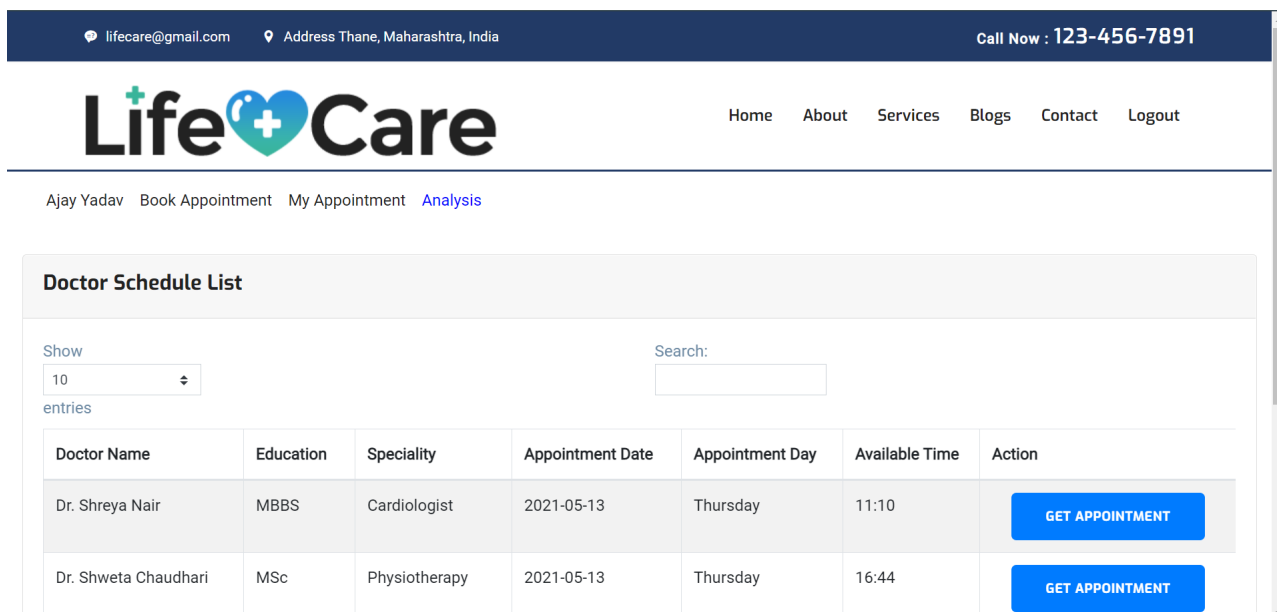 lifecare@gmail.com Address Thane, Maharashtra, India Call Now : 123-456-7891
Life Care Home About Services Blogs Contact Logout
Ajay Yadav Book Appointment My Appointment Analysis
Doctor Schedule List
Show Search:
10
entries
Doctor Name Education Speciality Appointment Date Appointment Day Available Time Action
Dr. Shreya Nair MBBS Cardiologist 2021-05-13 Thursday 11:10 GET APPOINTMENT
Dr. Shweta Chaudhari MSc Physiotherapy 2021-05-13 Thursday 16:44 GET APPOINTMENT